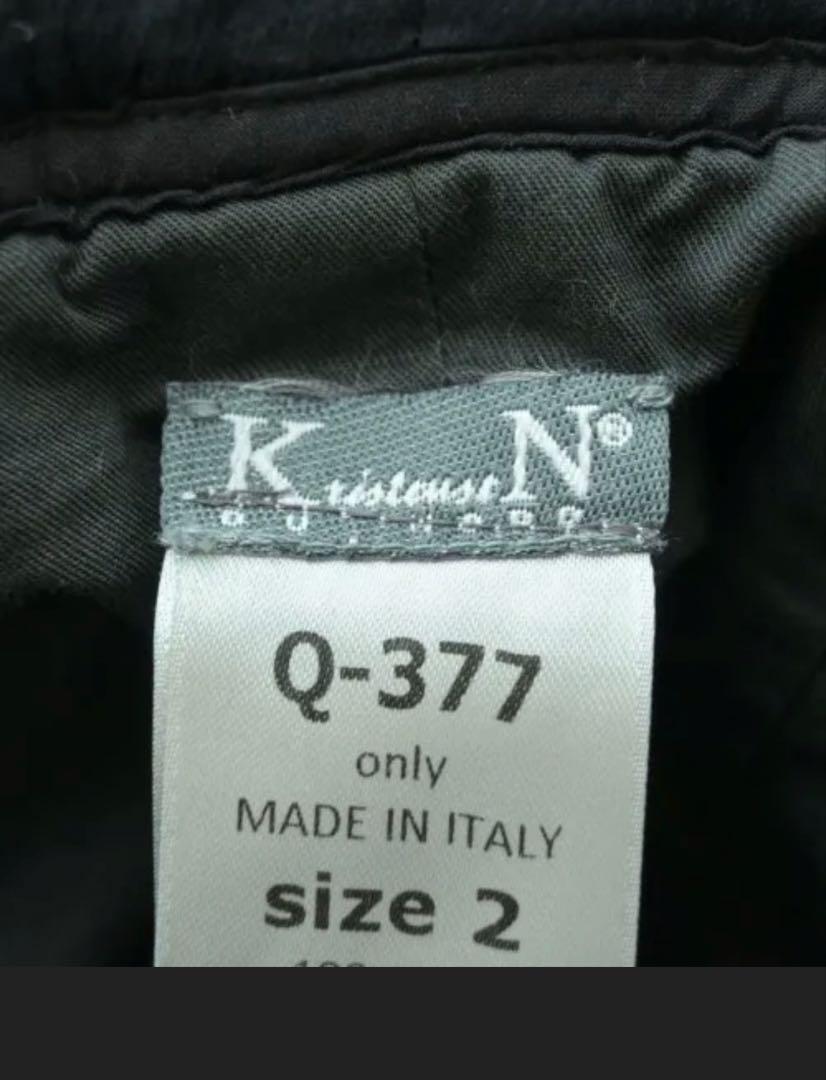 KristenseN®
Q-377
only
MADE IN ITALY
size 2